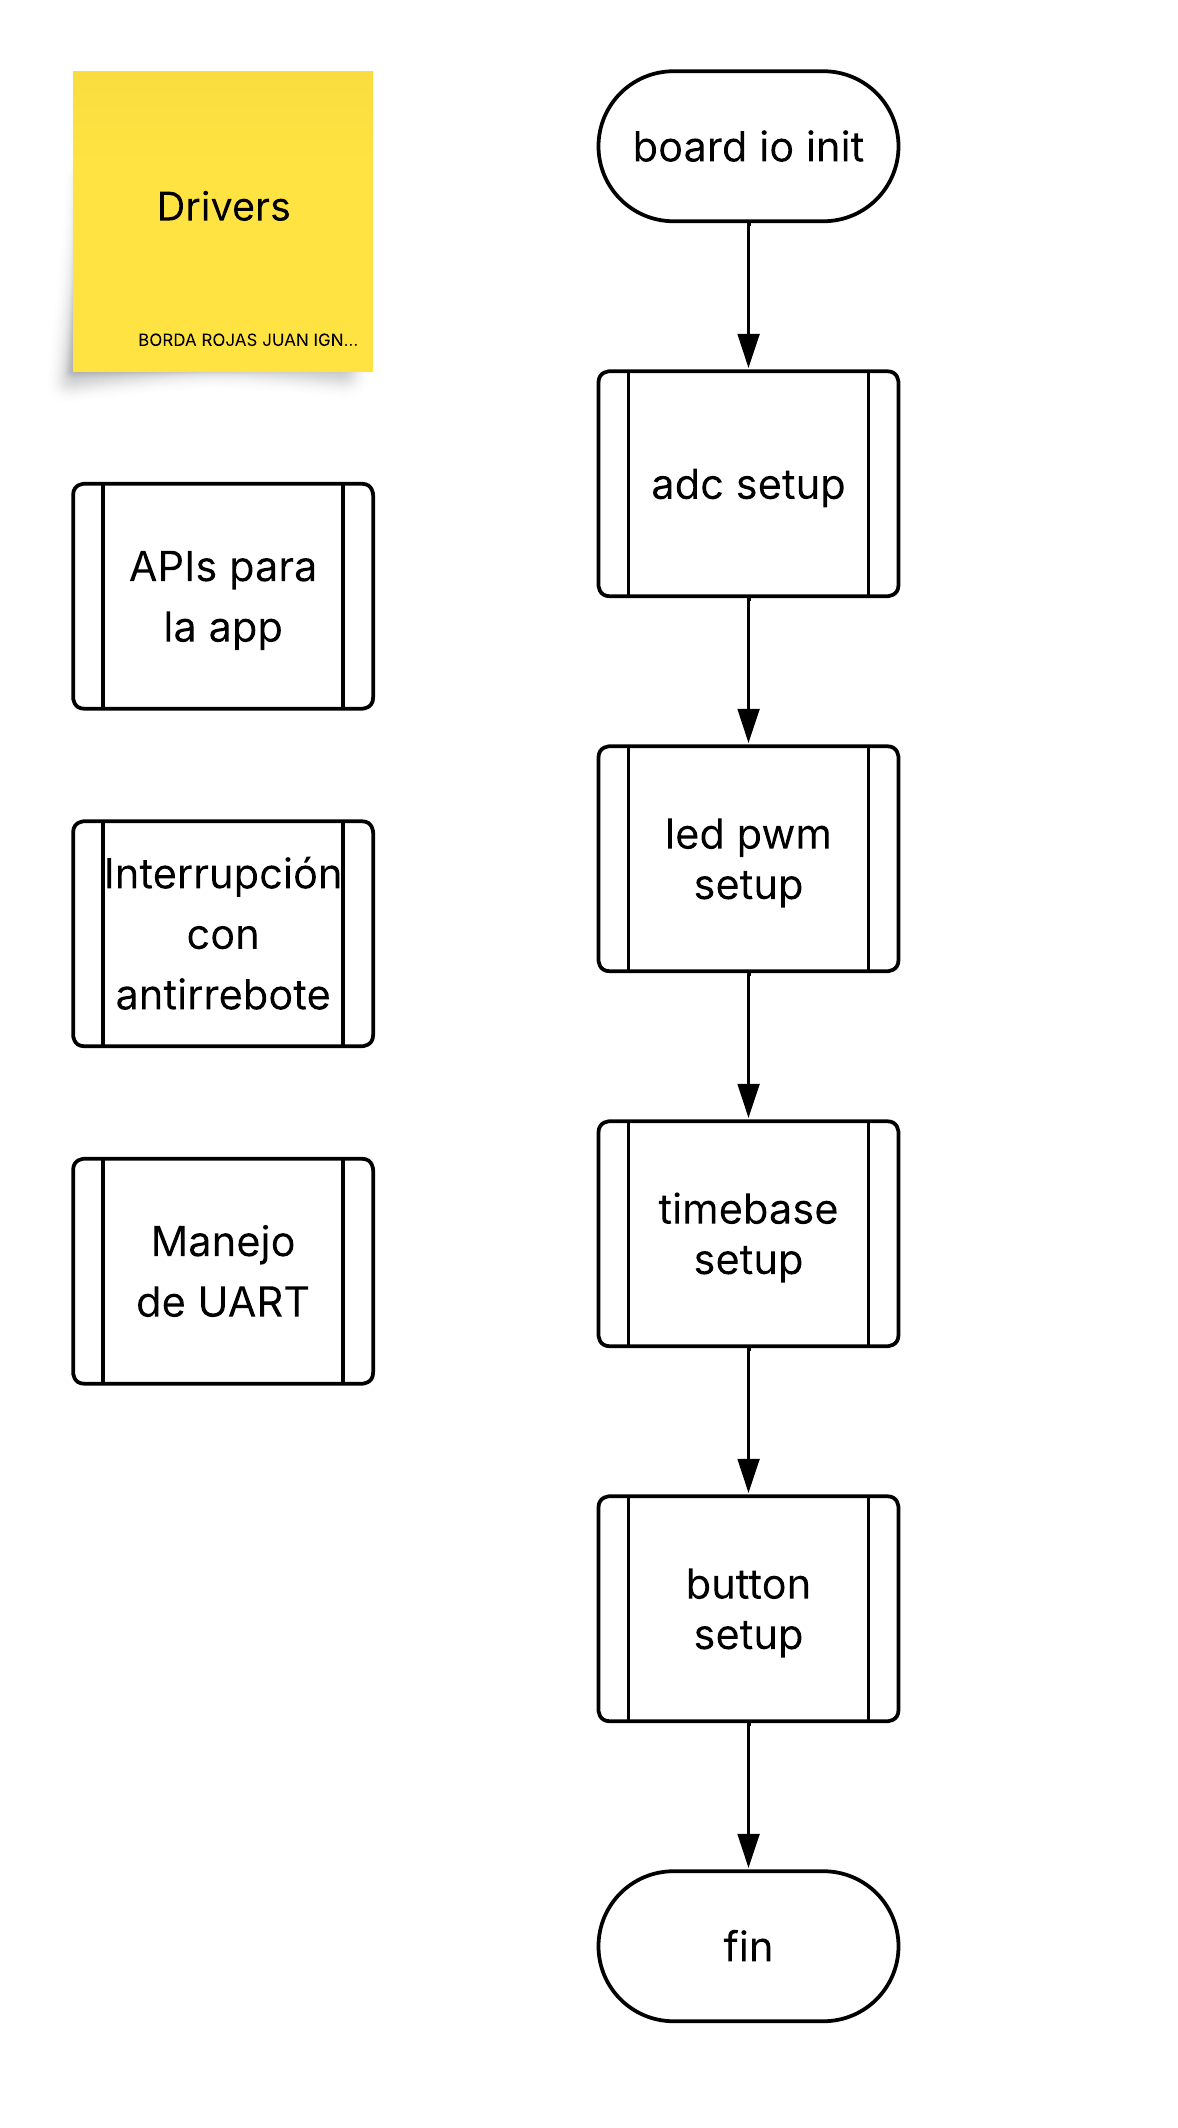 Drivers
BORDA ROJAS JUAN IGN...
APIs para
la app
Interrupción
con
antirrebote
Manejo
de UART
board io init
adc setup
led pwm
setup
timebase
setup
button
setup
fin